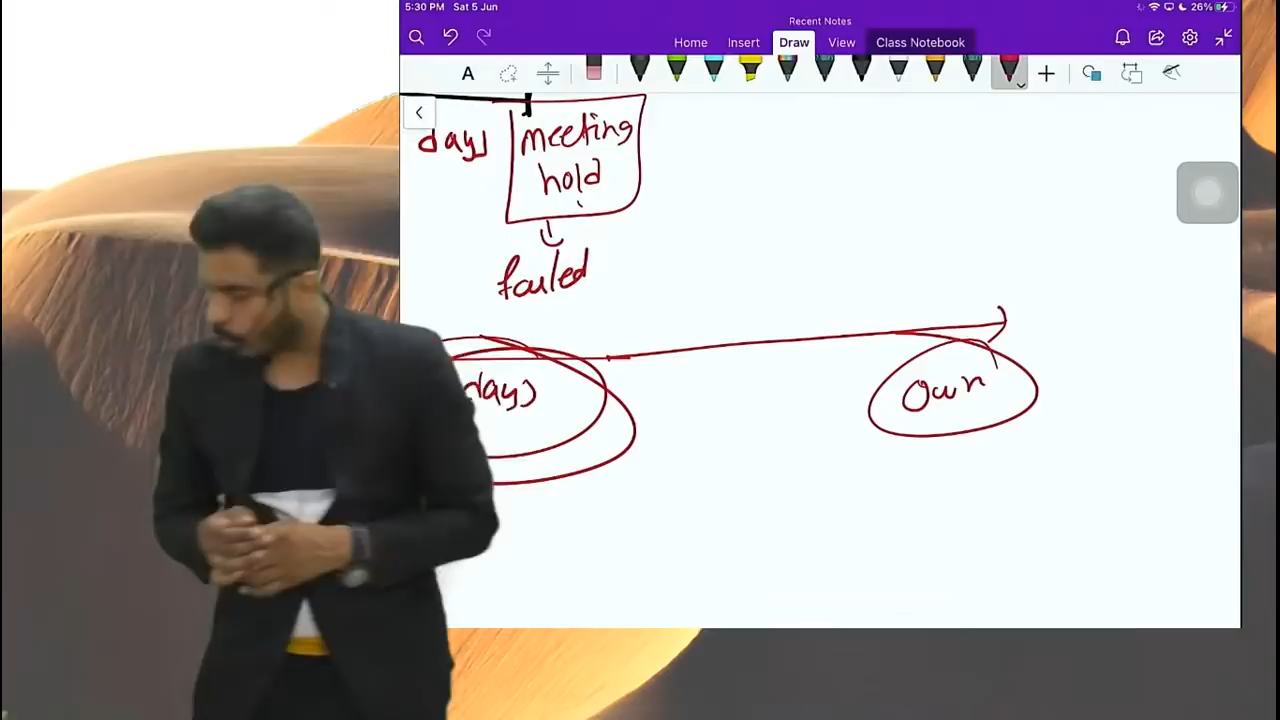 5:30 PM Sat 5 Jun
26%
Recent Notes
Home Insert Draw View Class Notebook
A
days
meeting
hold
failed
days
own